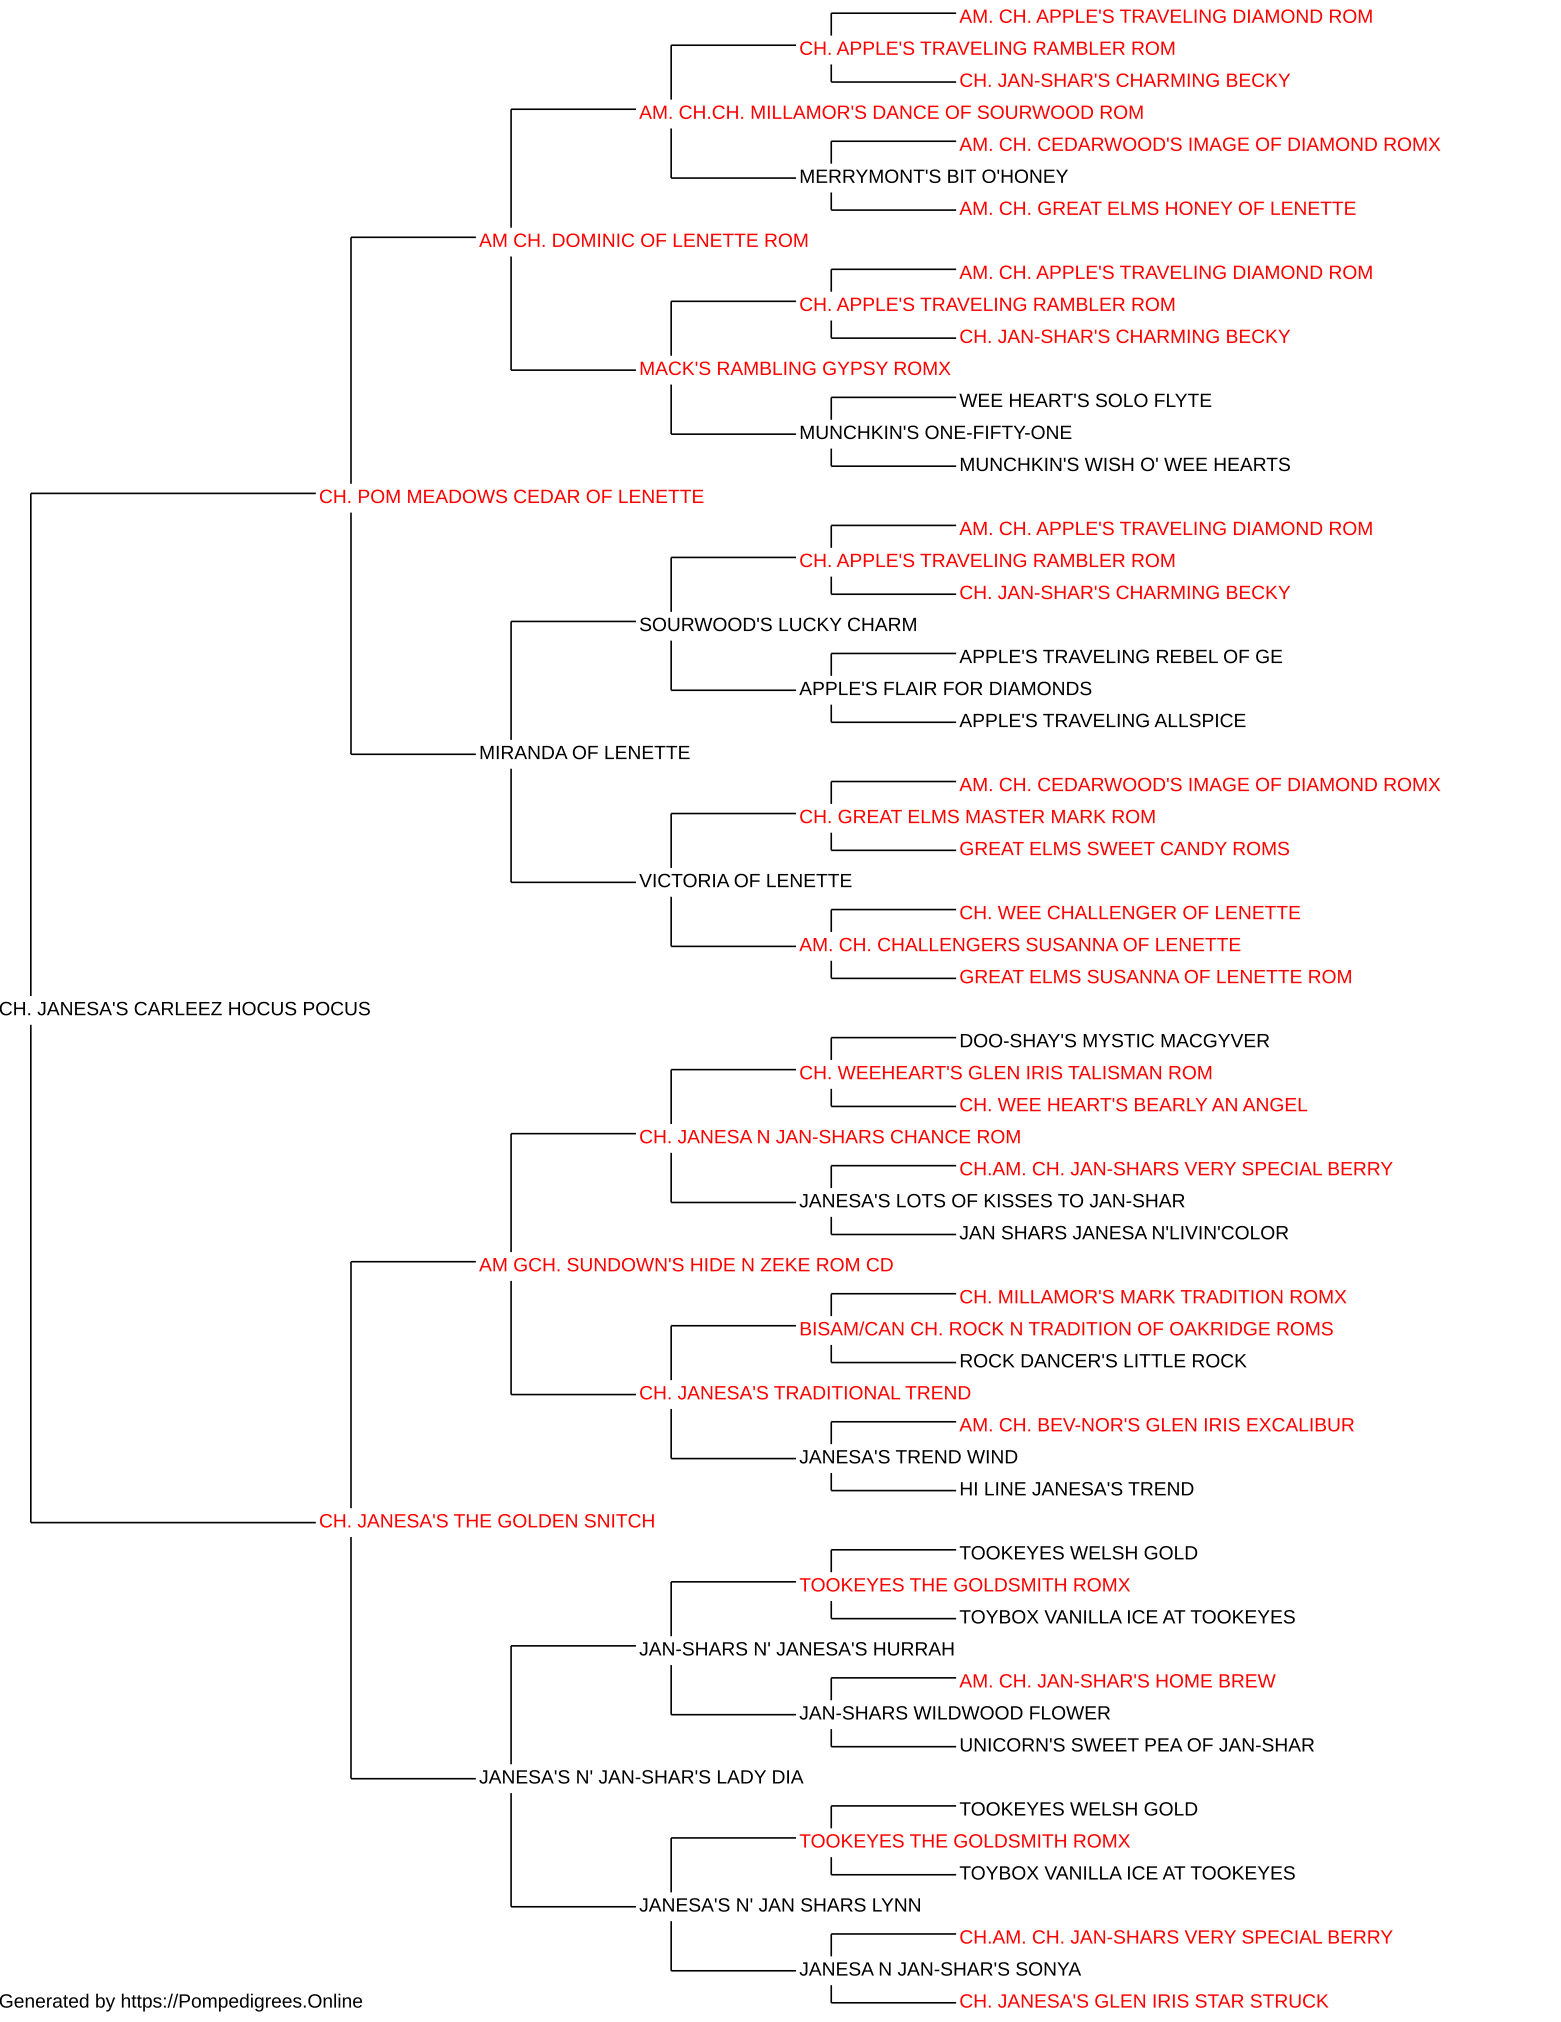 AM. CH. APPLE'S TRAVELING DIAMOND ROM
CH. APPLE'S TRAVELING RAMBLER ROM
CH. JAN-SHAR'S CHARMING BECKY
AM. CH.CH. MILLAMOR'S DANCE OF SOURWOOD ROM
AM. CH. CEDARWOOD'S IMAGE OF DIAMOND ROMX
MERRYMONT'S BIT O'HONEY
AM. CH. GREAT ELMS HONEY OF LENETTE
AM CH. DOMINIC OF LENETTE ROM
AM. CH. APPLE'S TRAVELING DIAMOND ROM
CH. APPLE'S TRAVELING RAMBLER ROM
CH. JAN-SHAR'S CHARMING BECKY
MACK'S RAMBLING GYPSY ROMX
WEE HEART'S SOLO FLYTE
MUNCHKIN'S ONE-FIFTY-ONE
MUNCHKIN'S WISH O' WEE HEARTS
CH. POM MEADOWS CEDAR OF LENETTE
AM. CH. APPLE'S TRAVELING DIAMOND ROM
CH. APPLE'S TRAVELING RAMBLER ROM
CH. JAN-SHAR'S CHARMING BECKY
SOURWOOD'S LUCKY CHARM
APPLE'S TRAVELING REBEL OF GE
APPLE'S FLAIR FOR DIAMONDS
APPLE'S TRAVELING ALLSPICE
MIRANDA OF LENETTE
AM. CH. CEDARWOOD'S IMAGE OF DIAMOND ROMX
CH. GREAT ELMS MASTER MARK ROM
GREAT ELMS SWEET CANDY ROMS
VICTORIA OF LENETTE
CH. WEE CHALLENGER OF LENETTE
AM. CH. CHALLENGERS SUSANNA OF LENETTE
GREAT ELMS SUSANNA OF LENETTE ROM
CH. JANESA'S CARLEEZ HOCUS POCUS
DOO-SHAY'S MYSTIC MACGYVER
CH. WEEHEART'S GLEN IRIS TALISMAN ROM
CH. WEE HEART'S BEARLY AN ANGEL
CH. JANESA N JAN-SHARS CHANCE ROM
CH.AM. CH. JAN-SHARS VERY SPECIAL BERRY
JANESA'S LOTS OF KISSES TO JAN-SHAR
JAN SHARS JANESA N'LIVIN'COLOR
AM GCH. SUNDOWN'S HIDE N ZEKE ROM CD
CH. MILLAMOR'S MARK TRADITION ROMX
BISAM/CAN CH. ROCK N TRADITION OF OAKRIDGE ROMS
ROCK DANCER'S LITTLE ROCK
CH. JANESA'S TRADITIONAL TREND
AM. CH. BEV-NOR'S GLEN IRIS EXCALIBUR
JANESA'S TREND WIND
HI LINE JANESA'S TREND
CH. JANESA'S THE GOLDEN SNITCH
TOOKEYES WELSH GOLD
TOOKEYES THE GOLDSMITH ROMX
TOYBOX VANILLA ICE AT TOOKEYES
JAN-SHARS N' JANESA'S HURRAH
AM. CH. JAN-SHAR'S HOME BREW
JAN-SHARS WILDWOOD FLOWER
UNICORN'S SWEET PEA OF JAN-SHAR
JANESA'S N' JAN-SHAR'S LADY DIA
TOOKEYES WELSH GOLD
TOOKEYES THE GOLDSMITH ROMX
TOYBOX VANILLA ICE AT TOOKEYES
JANESA'S N' JAN SHARS LYNN
CH.AM. CH. JAN-SHARS VERY SPECIAL BERRY
JANESA N JAN-SHAR'S SONYA
CH. JANESA'S GLEN IRIS STAR STRUCK
Generated by https://Pompedigrees.Online